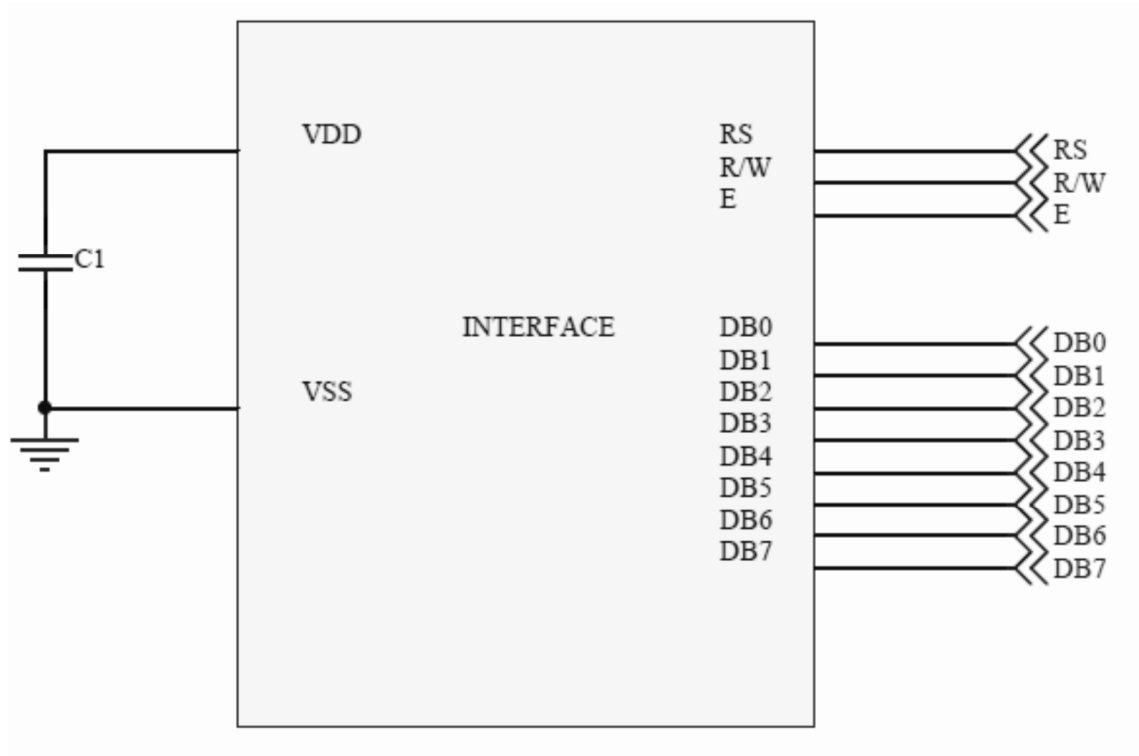 VDD
RS
RS
R/W
R/W
E
E
C1
INTERFACE
DB0
DB0
DB1
DB1
VSS
DB2
DB2
DB3
DB3
DB4
DB4
DB5
DB5
DB6
DB6
DB7
DB7